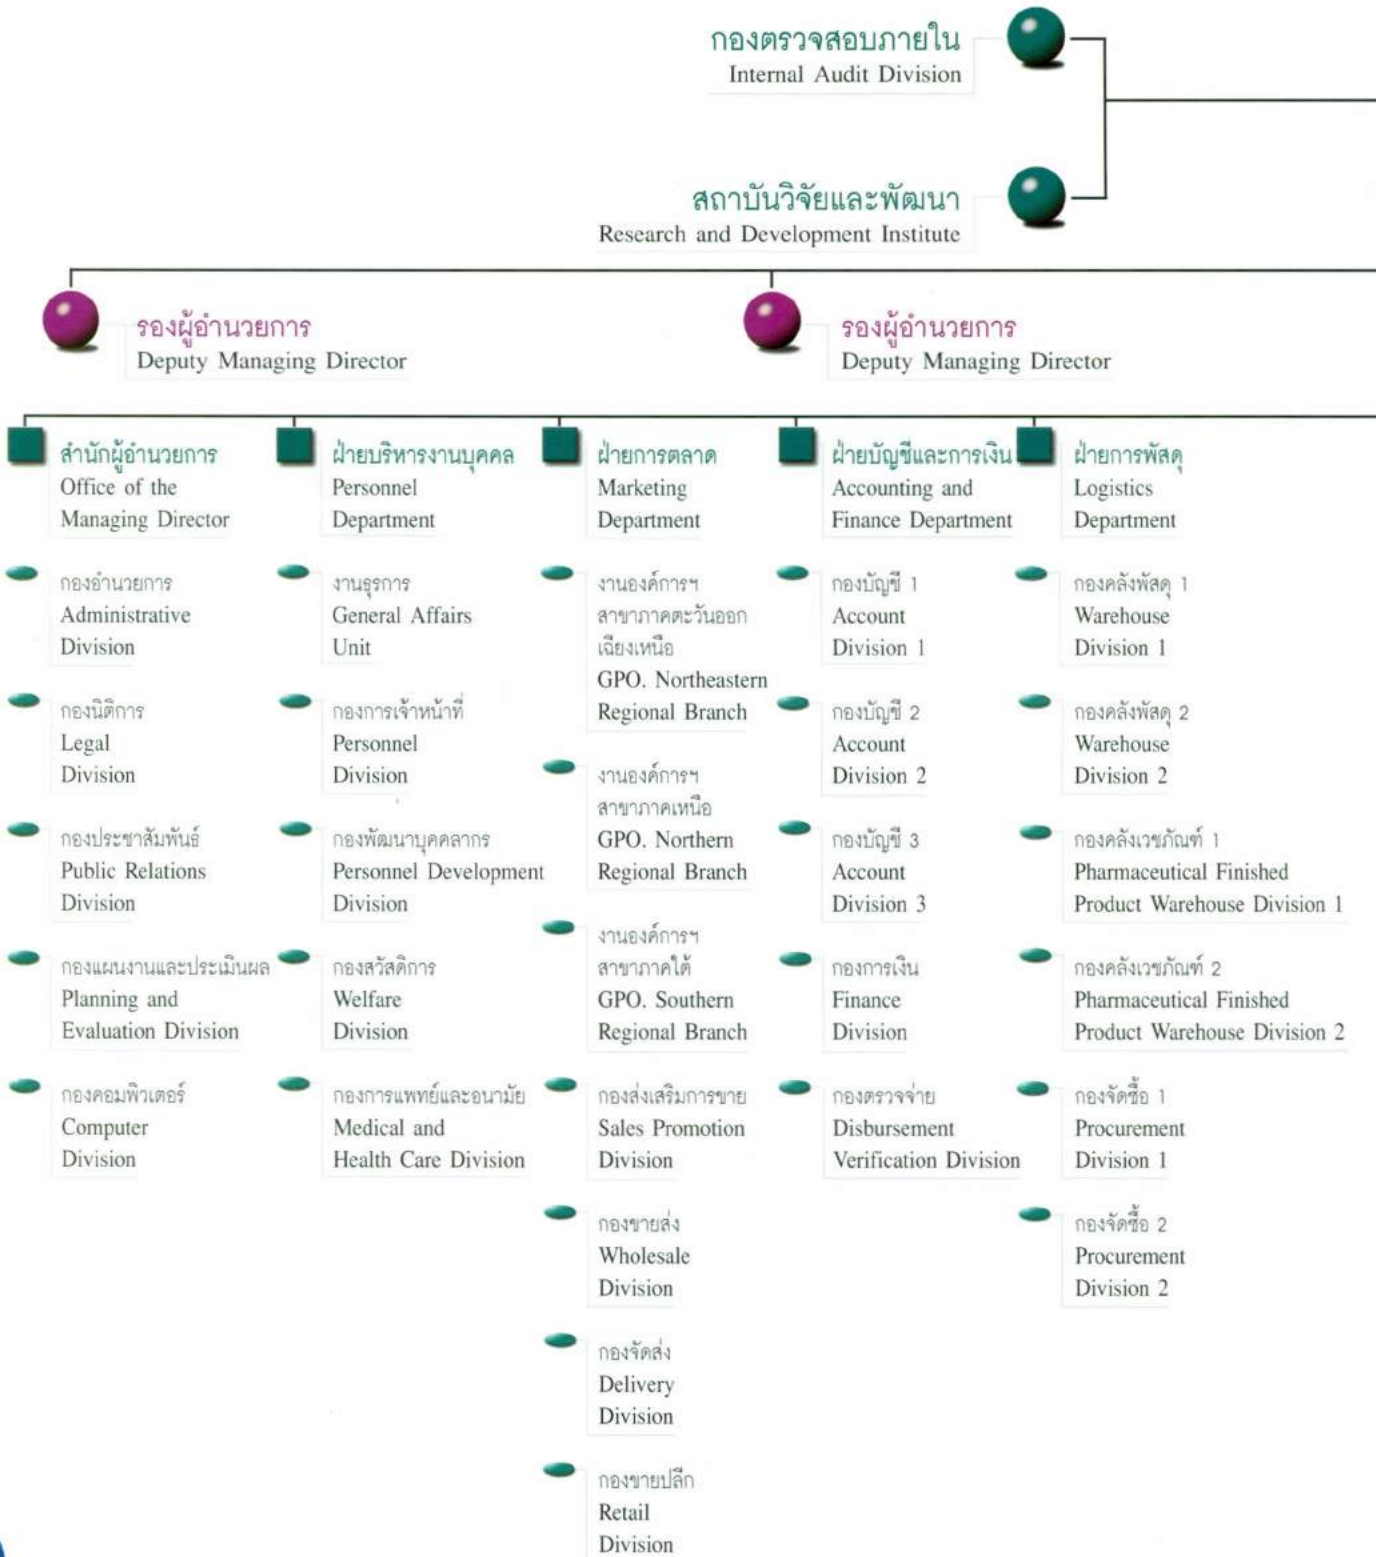 กองตรวจสอบภายใน
Internal Audit Division
สถาบันวิจัยและพัฒนา
Research and Development Institute
รองผู้อำนวยการ
Deputy Managing Director
รองผู้อำนวยการ
Deputy Managing Director
สำนักผู้อำนวยการ
Office of the
Managing Director
กองอำนวยการ
Administrative
Division
กองนิติการ
Legal
Division
กองประชาสัมพันธ์
Public Relations
Division
กองแผนงานและประเมินผล
Planning and
Evaluation Division
กองคอมพิวเตอร์
Computer
Division
ฝ่ายบริหารงานบุคคล
Personnel
Department
งานธุรการ
General Affairs
Unit
กองการเจ้าหน้าที่
Personnel
Division
กองพัฒนาบุคคลากร
Personnel Development
Division
กองสวัสดิการ
Welfare
Division
กองการแพทย์และอนามัย
Medical and
Health Care Division
ฝ่ายการตลาด
Marketing
Department
งานองค์การฯ
สาขาภาคตะวันออก
เฉียงเหนือ
GPO. Northeastern
Regional Branch
งานองค์การฯ
สาขาภาคเหนือ
GPO. Northern
Regional Branch
งานองค์การฯ
สาขาภาคใต้
GPO. Southern
Regional Branch
กองส่งเสริมการขาย
Sales Promotion
Division
กองขายส่ง
Wholesale
Division
กองจัดส่ง
Delivery
Division
กองขายปลีก
Retail
Division
ฝ่ายบัญชีและการเงิน
Accounting and
Finance Department
กองบัญชี 1
Account
Division 1
กองบัญชี 2
Account
Division 2
กองบัญชี 3
Account
Division 3
กองการเงิน
Finance
Division
กองตรวจจ่าย
Disbursement
Verification Division
ฝ่ายการพัสดุ
Logistics
Department
กองคลังพัสดุ 1
Warehouse
Division 1
กองคลังพัสดุ 2
Warehouse
Division 2
กองคลังเวชภัณฑ์ 1
Pharmaceutical Finished
Product Warehouse Division 1
กองคลังเวชภัณฑ์ 2
Pharmaceutical Finished
Product Warehouse Division 2
กองจัดซื้อ 1
Procurement
Division 1
กองจัดซื้อ 2
Procurement
Division 2